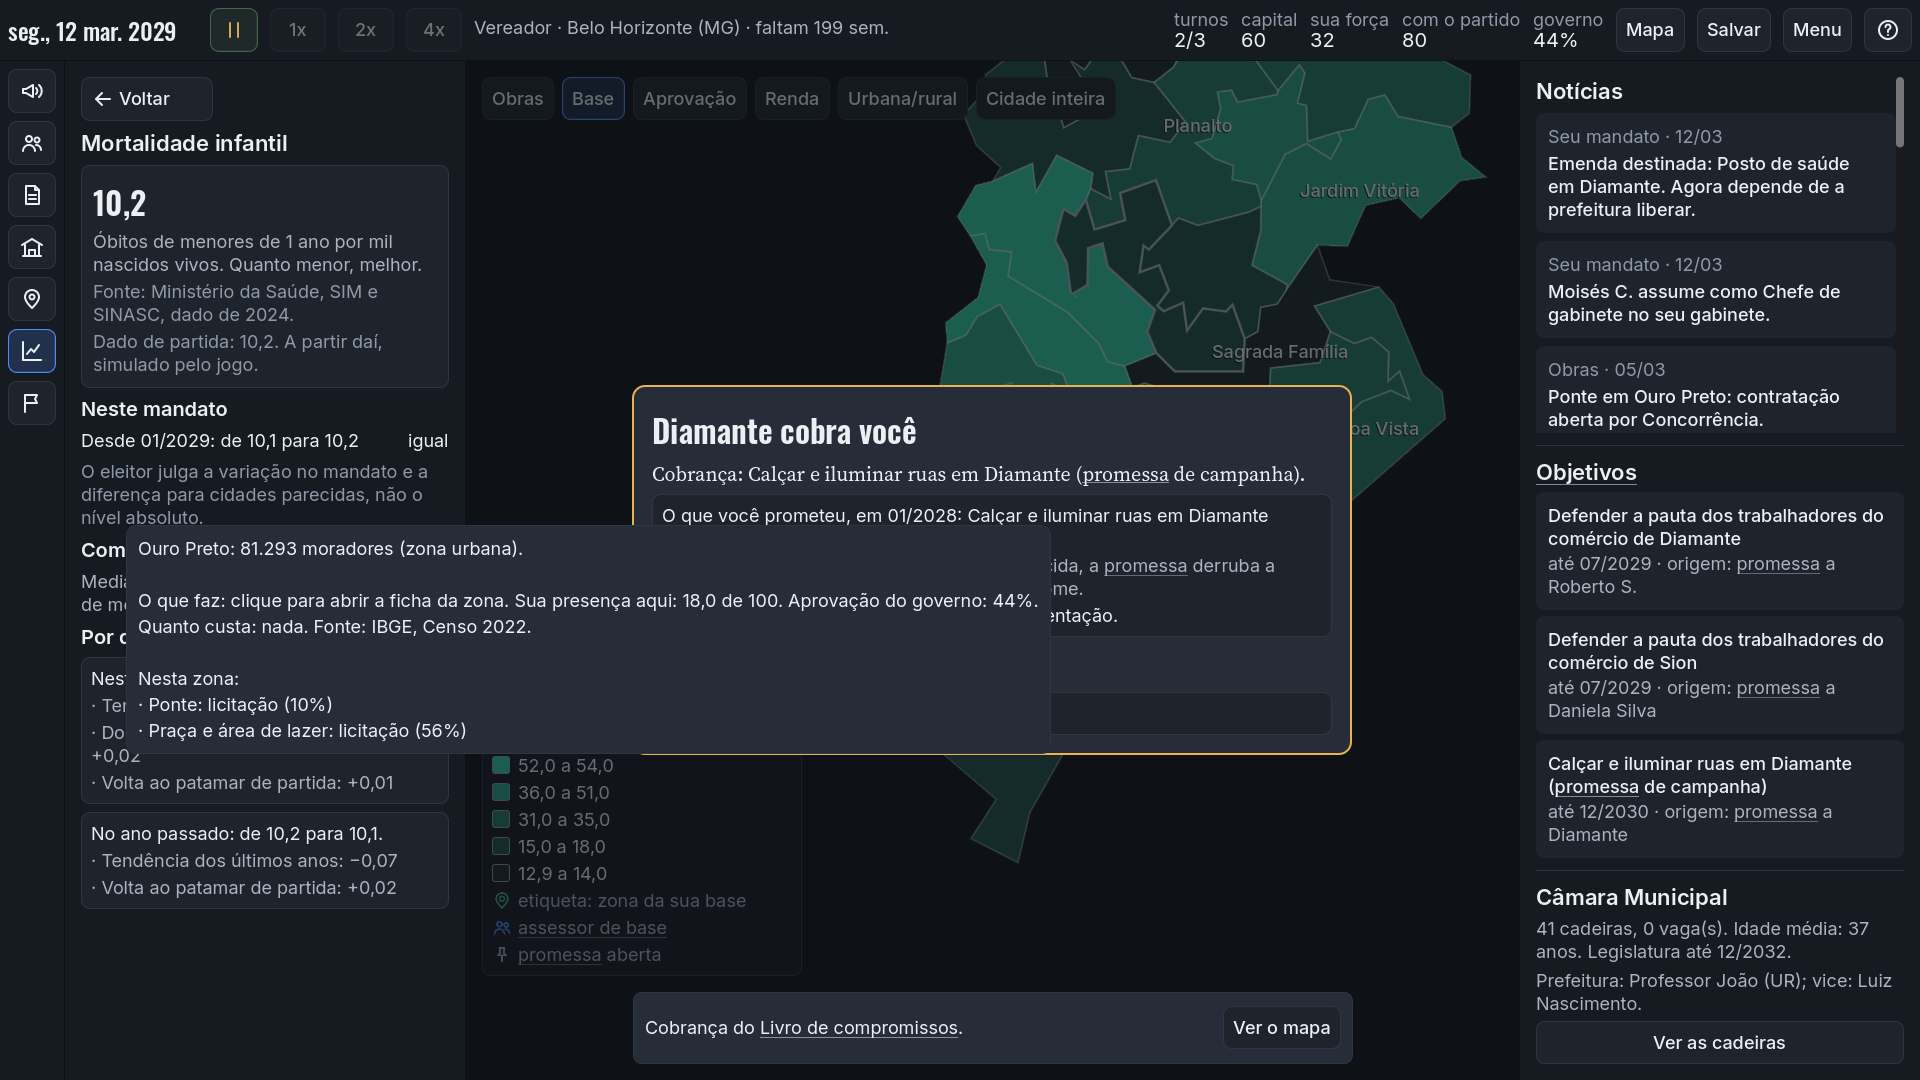 seg., 12 mar. 2029
1x
2x
4x
Vereador · Belo Horizonte (MG) · faltam 199 sem.
turnos
2/3
capital
60
sua força
32
com o partido
80
governo
44%
Mapa
Salvar
Menu
Voltar
Mortalidade infantil
10,2
Óbitos de menores de 1 ano por mil
nascidos vivos. Quanto menor, melhor.
Fonte: Ministério da Saúde, SIM e
SINASC, dado de 2024.
Dado de partida: 10,2. A partir daí,
simulado pelo jogo.
Neste mandato
Desde 01/2029: de 10,1 para 10,2
igual
O eleitor julga a variação no mandato e a
diferença para cidades parecidas, não o
nível absoluto.
Com
Media
de
Por
+0,02
· Volta ao patamar de partida: +0,01
No ano passado: de 10,2 para 10,1.
· Tendência dos últimos anos: −0,07
· Volta ao patamar de partida: +0,02
Obras
Base
Aprovação
Renda
Urbana/rural
Cidade inteira
Planalto
Jardim Vitória
Sagrada Família
oa Vista
Diamante cobra você
Cobrança: Calçar e iluminar ruas em Diamante (promessa de campanha).
O que você prometeu, em 01/2028: Calçar e iluminar ruas em Diamante
cida, a promessa derruba a
ome.
entação.
Ouro Preto: 81.293 moradores (zona urbana).
O que faz: clique para abrir a ficha da zona. Sua presença aqui: 18,0 de 100. Aprovação do governo: 44%.
Quanto custa: nada. Fonte: IBGE, Censo 2022.
Nesta zona:
· Ponte: licitação (10%)
· Praça e área de lazer: licitação (56%)
52,0 a 54,0
36,0 a 51,0
31,0 a 35,0
15,0 a 18,0
12,9 a 14,0
etiqueta: zona da sua base
assessor de base
promessa aberta
Cobrança do Livro de compromissos.
Ver o mapa
Notícias
Seu mandato · 12/03
Emenda destinada: Posto de saúde
em Diamante. Agora depende de a
prefeitura liberar.
Seu mandato · 12/03
Moisés C. assume como Chefe de
gabinete no seu gabinete.
Obras · 05/03
Ponte em Ouro Preto: contratação
aberta por Concorrência.
Objetivos
Defender a pauta dos trabalhadores do
comércio de Diamante
até 07/2029 · origem: promessa a
Roberto S.
Defender a pauta dos trabalhadores do
comércio de Sion
até 07/2029 · origem: promessa a
Daniela Silva
Calçar e iluminar ruas em Diamante
(promessa de campanha)
até 12/2030 · origem: promessa a
Diamante
Câmara Municipal
41 cadeiras, 0 vaga(s). Idade média: 37
anos. Legislatura até 12/2032.
Prefeitura: Professor João (UR); vice: Luiz
Nascimento.
Ver as cadeiras